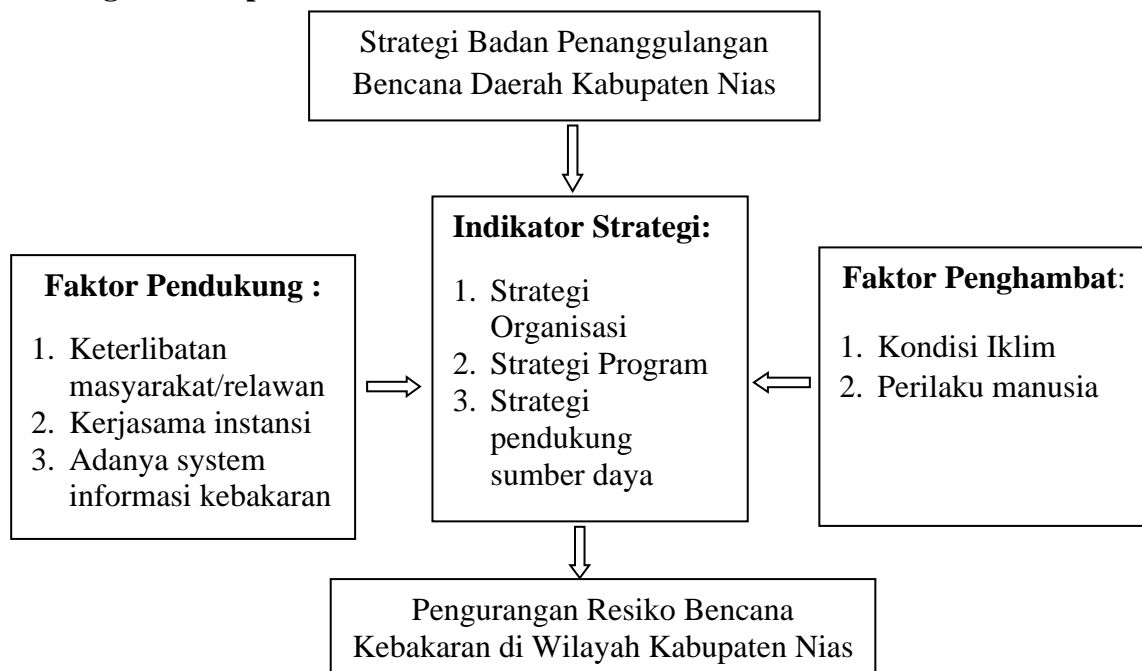 Strategi Badan Penanggulangan
Bencana Daerah Kabupaten Nias
Indikator Strategi:
1. Strategi
Organisasi
2. Strategi Program
3. Strategi
pendukung
sumber daya
Faktor Pendukung :
1. Keterlibatan
masyarakat/relawan
2. Kerjasama instansi
3. Adanya system
informasi kebakaran
Faktor Penghambat:
1. Kondisi Iklim
2. Perilaku manusia
Pengurangan Resiko Bencana
Kebakaran di Wilayah Kabupaten Nias